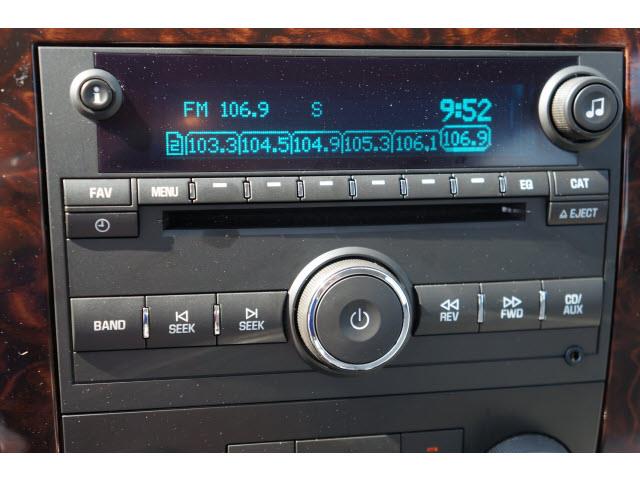 i
FM 106.9 S 9:52
2 103.3 104.5 104.9 105.3 106.1 106.9
FAV MENU EQ CAT
EJECT
BAND SEEK SEEK REV FWD CD/AUX